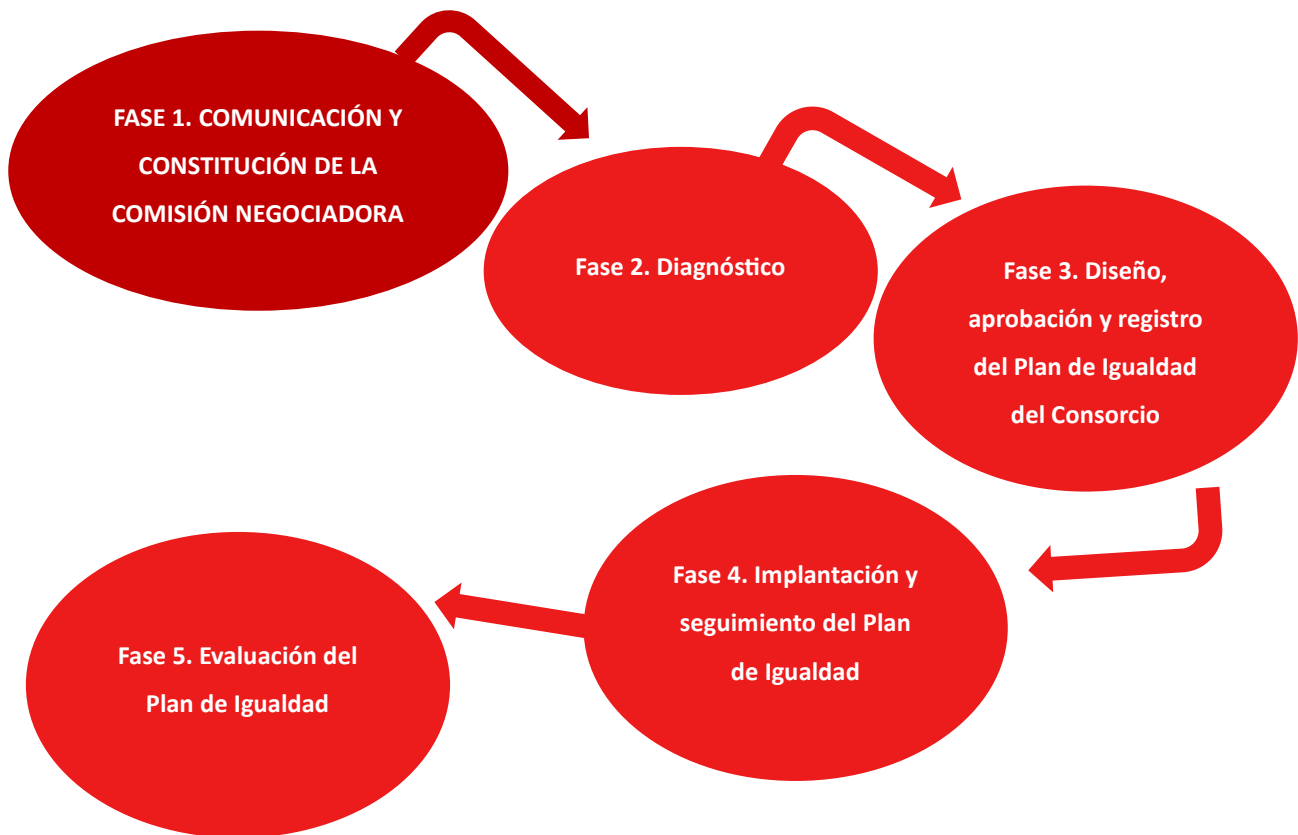 FASE 1. COMUNICACIÓN Y
CONSTITUCIÓN DE LA
COMISIÓN NEGOCIADORA
Fase 2. Diagnóstico
Fase 3. Diseño,
aprobación y registro
del Plan de Igualdad
del Consorcio
Fase 4. Implantación y
seguimiento del Plan
de Igualdad
Fase 5. Evaluación del
Plan de Igualdad